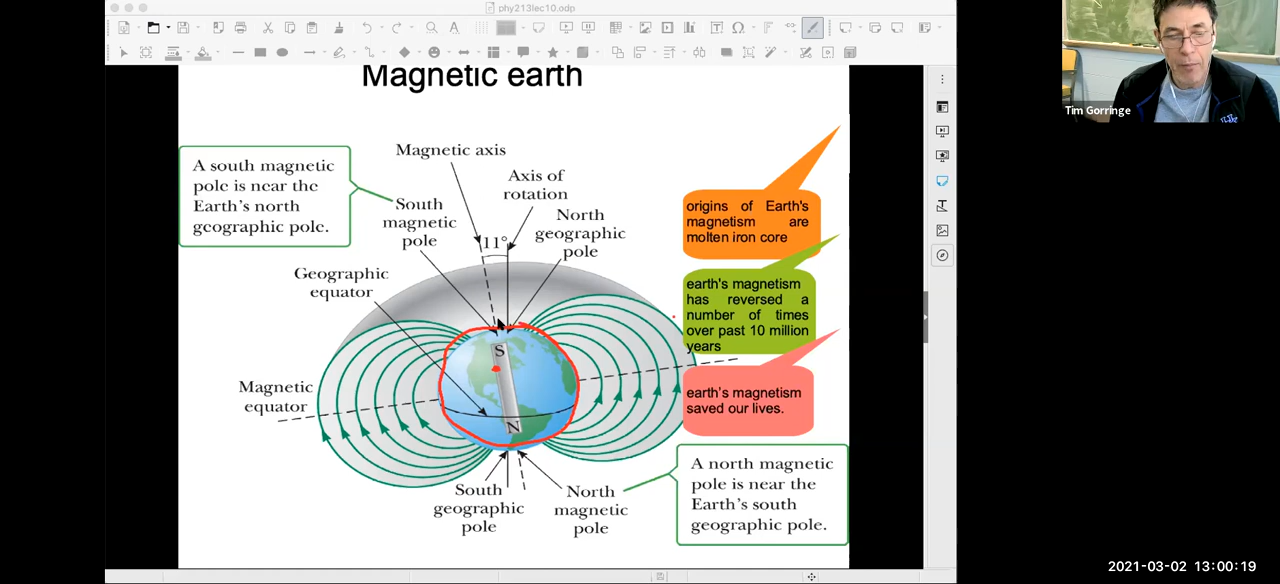 phy213lec10.odp
Tim Gorringe
Magnetic earth
A south magnetic
pole is near the
Earth's north
geographic pole.
Magnetic axis
Axis of
rotation
South
magnetic
pole
North
geographic
pole
11°
Geographic
equator
origins of Earth's
magnetism are
molten iron core
earth's magnetism
has reversed a
number of times
over past 10 million
years
S
Magnetic
equator
earth's magnetism
saved our lives.
N
South
geographic
pole
North
magnetic
pole
A north magnetic
pole is near the
Earth's south
geographic pole.
2021-03-02 13:00:19